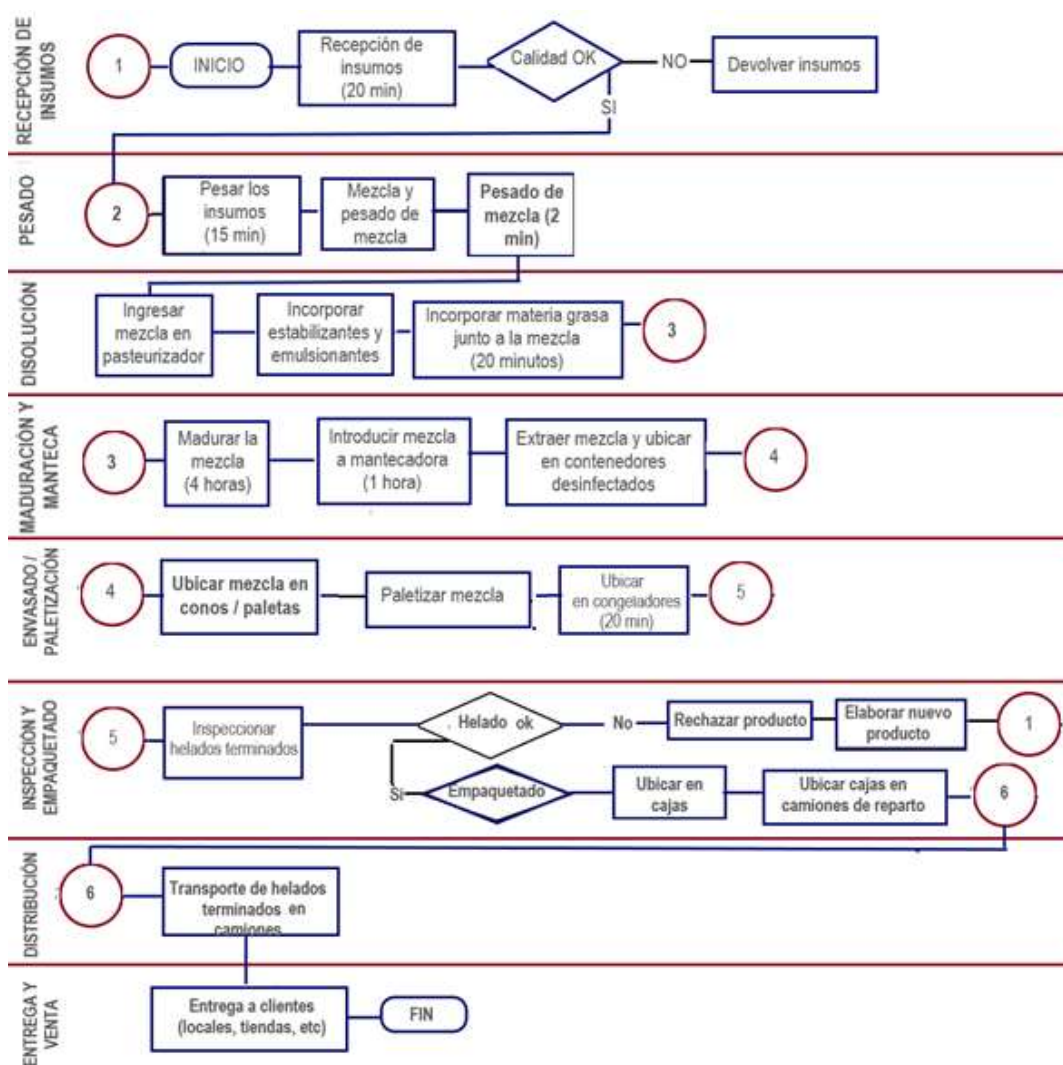 RECEPCIÓN DE
INSUMOS
1
INICIO
Recepción de
insumos
(20 min)
Calidad OK
NO
Devolver insumos
SI
PESADO
2
Pesar los
insumos
(15 min)
Mezcla y
pesado de
mezcla
Pesado de
mezcla (2
min)
DISOLUCIÓN
Ingresar
mezcla en
pasteurizador
Incorporar
estabilizantes y
emulsionantes
Incorporar materia grasa
junto a la mezcla
(20 minutos)
3
MADURACIÓN Y
MANTECA
3
Madurar la
mezcla
(4 horas)
Introducir mezcla
a mantecadora
(1 hora)
Extraer mezcla y ubicar
en contenedores
desinfectados
4
ENVASADO /
PALETIZACIÓN
4
Ubicar mezcla en
conos / paletas
Paletizar mezcla
Ubicar
en congeladores
(20 min)
5
INSPECCION Y
EMPAQUETADO
5
Inspeccionar
helados terminados
Helado ok
No
Rechazar producto
Elaborar nuevo
producto
1
Si
Empaquetado
Ubicar en
cajas
Ubicar cajas en
camiones de reparto
6
DISTRIBUCIÓN
6
Transporte de helados
terminados en
camiones
ENTREGA Y
VENTA
Entrega a clientes
(locales, tiendas, etc)
FIN